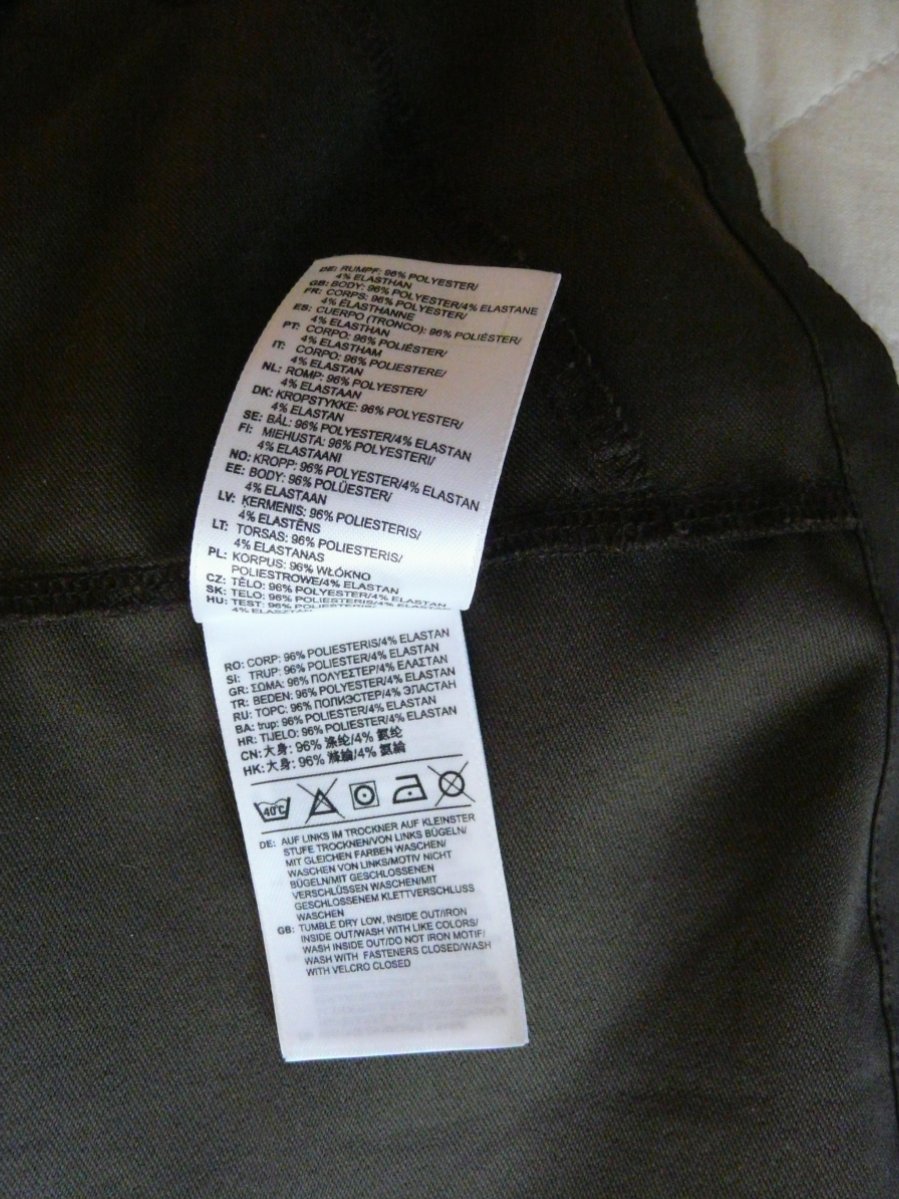 DE: RUMPF: 96% POLYESTER/
4% ELASTHAN
GB: BODY: 96% POLYESTER/4% ELASTANE
FR: CORPS: 96% POLYESTER/
4% ÉLASTHANNE
ES: CUERPO (TRONCO): 96% POLIÉSTER/
4% ELASTHAN
PT: CORPO: 96% POLIÉSTER/
4% ELASTHAM
IT: CORPO: 96% POLIESTERE/
4% ELASTAN
NL: ROMP: 96% POLYESTER/
4% ELASTAAN
DK: KROPSTYKKE: 96% POLYESTER/
4% ELASTAN
SE: BÅL: 96% POLYESTER/4% ELASTAN
FI: MIEHUSTA: 96% POLYESTERI/
4% ELASTAANI
NO: KROPP: 96% POLYESTER/4% ELASTAN
EE: BODY: 96% POLÜESTER/
4% ELASTAAN
LV: ĶERMENIS: 96% POLIESTERIS/
4% ELASTĒNS
LT: TORSAS: 96% POLIESTERIS/
4% ELASTANAS
PL: KORPUS: 96% WŁÓKNO
POLIESTROWE/4% ELASTAN
CZ: TĚLO: 96% POLYESTER/4% ELASTAN
SK: TELO: 96% POLYESTER/4% ELASTAN
HU: TEST: 96% POLIESZTER/
4% ELASZTÁN
RO: CORP: 96% POLIESTERIS/4% ELASTAN
SI: TRUP: 96% POLIESTER/4% ELASTAN
GR: ΣΩΜΑ: 96% ΠΟΛΥΕΣΤΕΡ/4% ΕΛΑΣΤΑΝ
TR: BEDEN: 96% POLYESTER/4% ELASTAN
RU: ТОРС: 96% ПОЛИЭСТЕР/4% ЭЛАСТАН
BA: trup: 96% POLIESTER/4% ELASTAN
HR: TIJELO: 96% POLIESTER/4% ELASTAN
CN: 大身: 96% 涤纶/4% 氨纶
HK: 大身: 96% 滌綸/4% 氨綸
40°C
DE: AUF LINKS IM TROCKNER AUF KLEINSTER
STUFE TROCKNEN/VON LINKS BÜGELN/
MIT GLEICHEN FARBEN WASCHEN/
WASCHEN VON LINKS/MOTIV NICHT
BÜGELN/MIT GESCHLOSSENEN
VERSCHLÜSSEN WASCHEN/MIT
GESCHLOSSENEM KLETTVERSCHLUSS
WASCHEN
GB: TUMBLE DRY LOW, INSIDE OUT/IRON
INSIDE OUT/WASH WITH LIKE COLORS/
WASH INSIDE OUT/DO NOT IRON MOTIF/
WASH WITH FASTENERS CLOSED/WASH
WITH VELCRO CLOSED